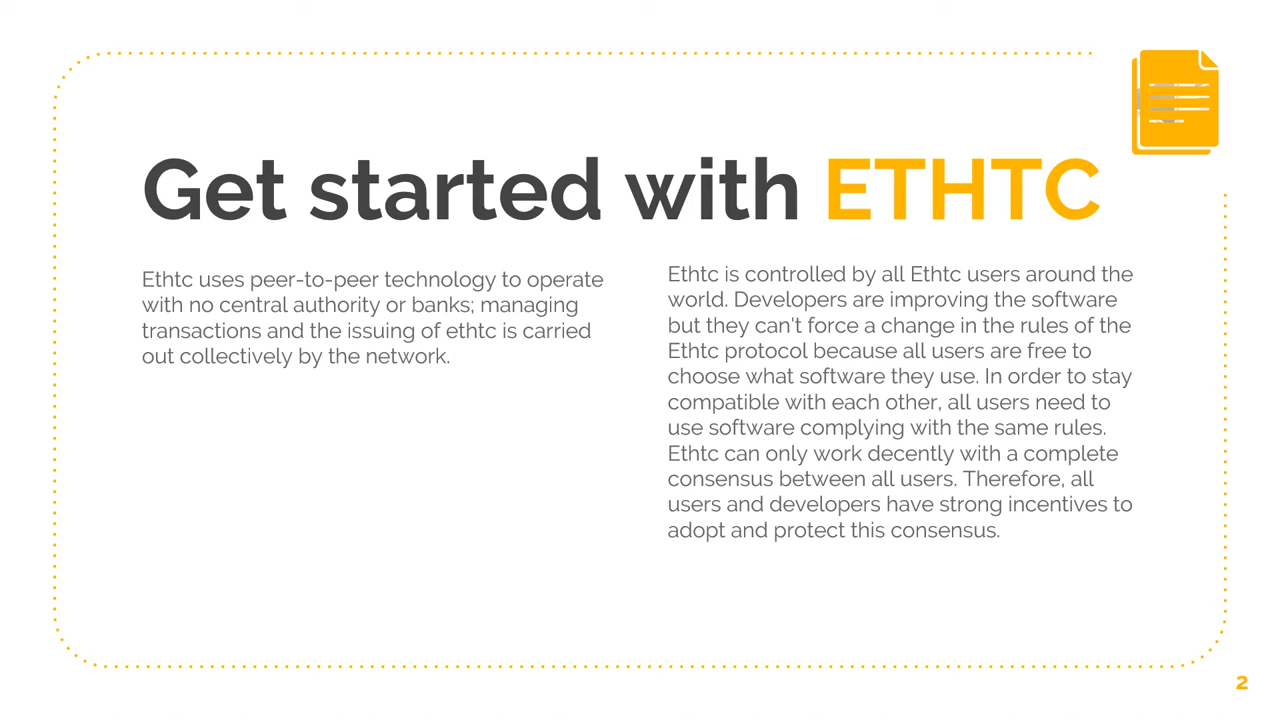 Get started with ETHTC
Ethtc uses peer-to-peer technology to operate
with no central authority or banks; managing
transactions and the issuing of ethtc is carried
out collectively by the network.
Ethtc is controlled by all Ethtc users around the
world. Developers are improving the software
but they can't force a change in the rules of the
Ethtc protocol because all users are free to
choose what software they use. In order to stay
compatible with each other, all users need to
use software complying with the same rules.
Ethtc can only work decently with a complete
consensus between all users. Therefore, all
users and developers have strong incentives to
adopt and protect this consensus.
2